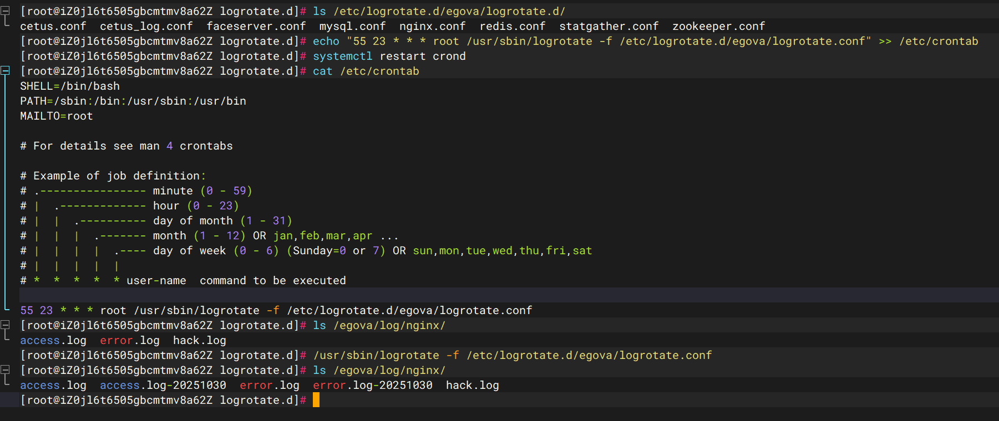 [root@iZ0jl6t6505gbcmtmv8a62Z logrotate.d]# ls /etc/logrotate.d/egova/logrotate.d/
cetus.conf  cetus_log.conf  faceserver.conf  mysql.conf  nginx.conf  redis.conf  statgather.conf  zookeeper.conf
[root@iZ0jl6t6505gbcmtmv8a62Z logrotate.d]# echo "55 23 * * * root /usr/sbin/logrotate -f /etc/logrotate.d/egova/logrotate.conf" >> /etc/crontab
[root@iZ0jl6t6505gbcmtmv8a62Z logrotate.d]# systemctl restart crond
[root@iZ0jl6t6505gbcmtmv8a62Z logrotate.d]# cat /etc/crontab
SHELL=/bin/bash
PATH=/sbin:/bin:/usr/sbin:/usr/bin
MAILTO=root

# For details see man 4 crontabs

# Example of job definition:
# .---------------- minute (0 - 59)
# |  .------------- hour (0 - 23)
# |  |  .---------- day of month (1 - 31)
# |  |  |  .------- month (1 - 12) OR jan,feb,mar,apr ...
# |  |  |  |  .---- day of week (0 - 6) (Sunday=0 or 7) OR sun,mon,tue,wed,thu,fri,sat
# |  |  |  |  |
# *  *  *  *  * user-name  command to be executed

55 23 * * * root /usr/sbin/logrotate -f /etc/logrotate.d/egova/logrotate.conf
[root@iZ0jl6t6505gbcmtmv8a62Z logrotate.d]# ls /egova/log/nginx/
access.log  error.log  hack.log
[root@iZ0jl6t6505gbcmtmv8a62Z logrotate.d]# /usr/sbin/logrotate -f /etc/logrotate.d/egova/logrotate.conf
[root@iZ0jl6t6505gbcmtmv8a62Z logrotate.d]# ls /egova/log/nginx/
access.log  access.log-20251030  error.log  error.log-20251030  hack.log
[root@iZ0jl6t6505gbcmtmv8a62Z logrotate.d]#